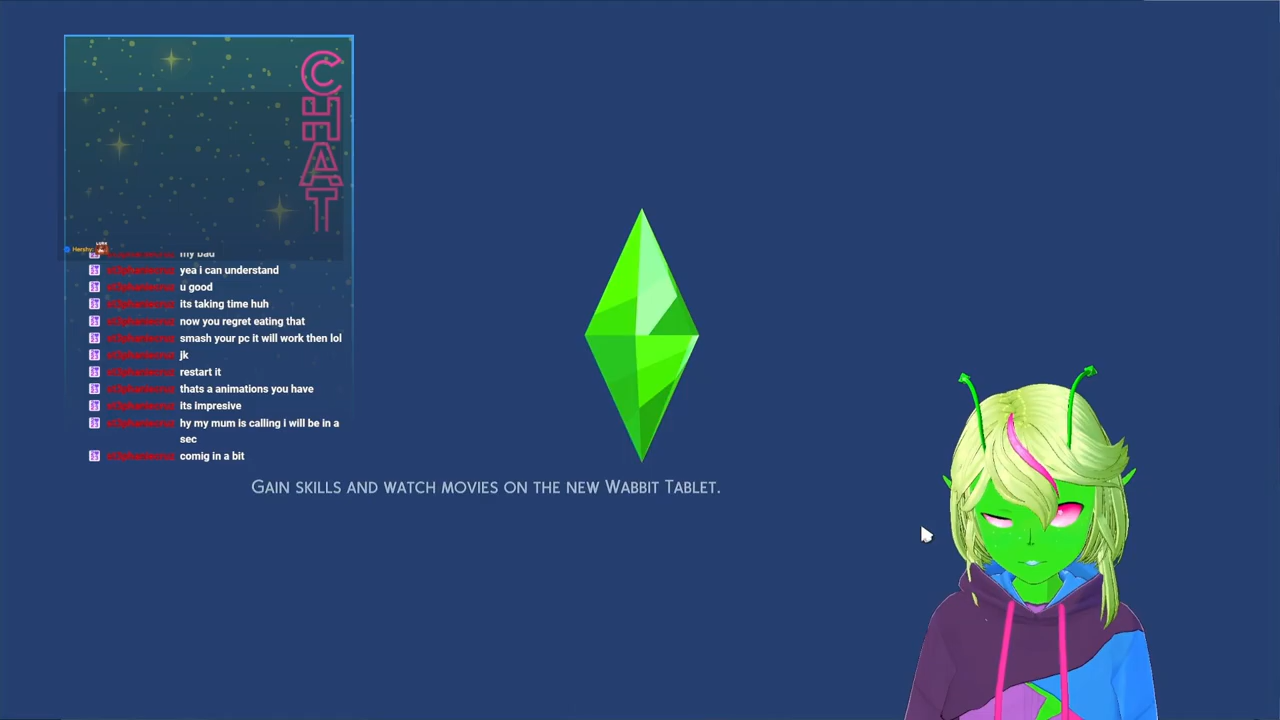 CHAT
Hershy:
my bad
yea i can understand
u good
its taking time huh
now you regret eating that
smash your pc it will work then lol
jk
restart it
thats a animations you have
its impresive
hy my mum is calling i will be in a
sec
comig in a bit
GAIN SKILLS AND WATCH MOVIES ON THE NEW WABBIT TABLET.